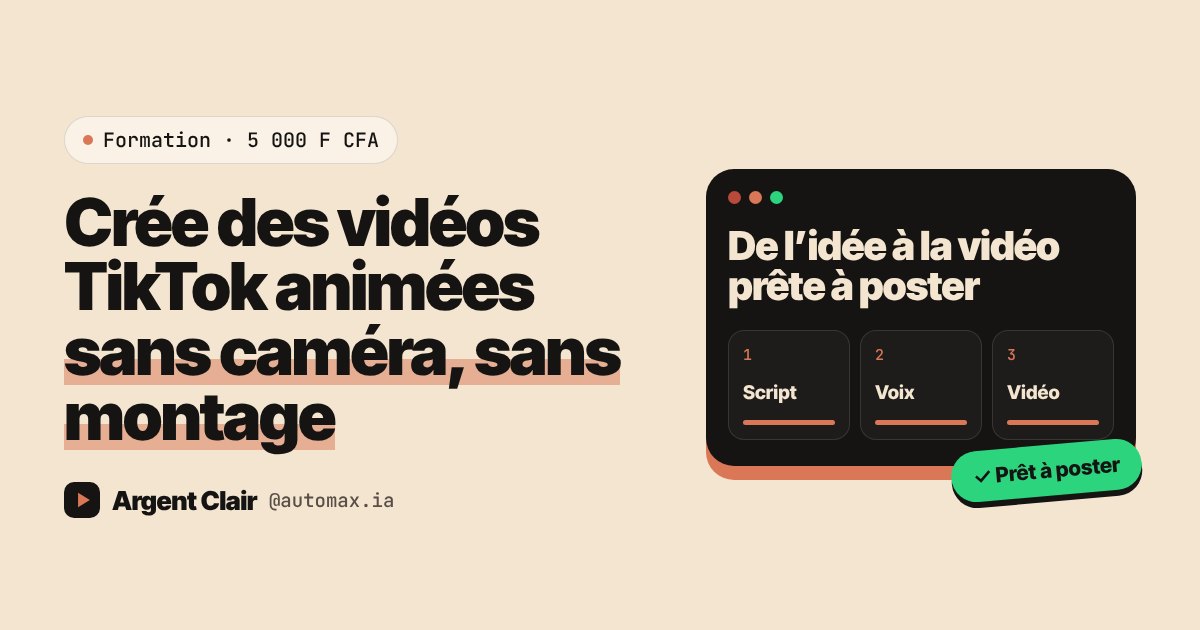 Formation · 5 000 F CFA
Crée des vidéos
TikTok animées
sans caméra, sans
montage
Argent Clair @automax.ia
De l’idée à la vidéo
prête à poster
1 2 3
Script Voix Vidéo
✓ Prêt à poster